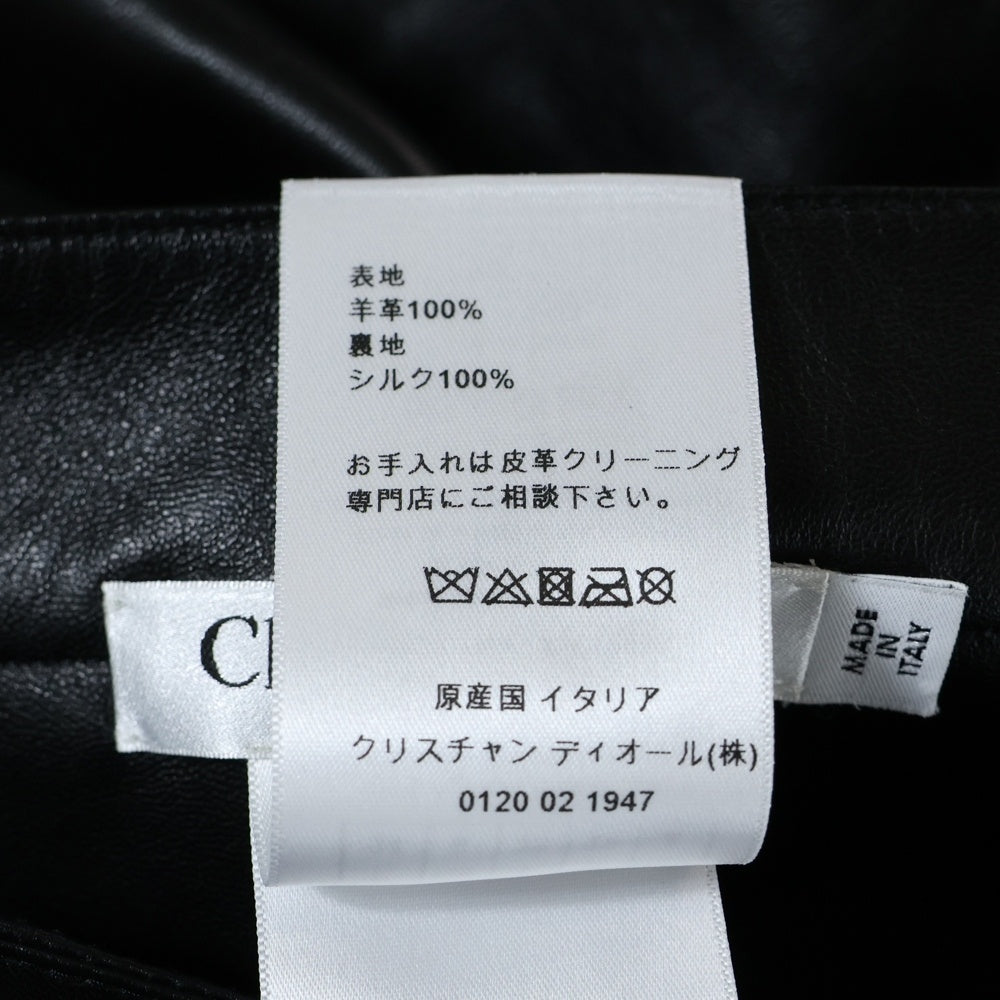 表地
羊革100%
裏地
シルク100%
お手入れは皮革クリーニング
専門店にご相談下さい。
原産国 イタリア
クリスチャン ディオール(株)
0120 02 1947
MADE
IN
ITALY